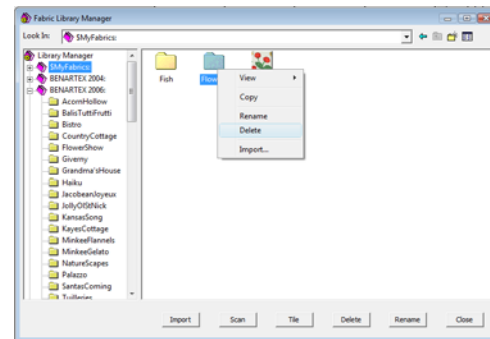 Fabric Library Manager
Look In: $MyFabrics:
Library Manager
$MyFabrics:
BENARTEX 2004:
BENARTEX 2006:
AcornHollow
BalisTuttiFrutti
Bistro
CountryCottage
FlowerShow
Giverny
Grandma'sHouse
Haiku
JacobeanJoyeux
JollyOlStNick
KansasSong
KayesCottage
MinkeeFlannels
MinkeeGelato
NatureScapes
Palazzo
SantasComing
Tuilleries
Fish
Flow
View
Copy
Rename
Delete
Import...
Import Scan Tile Delete Rename Close